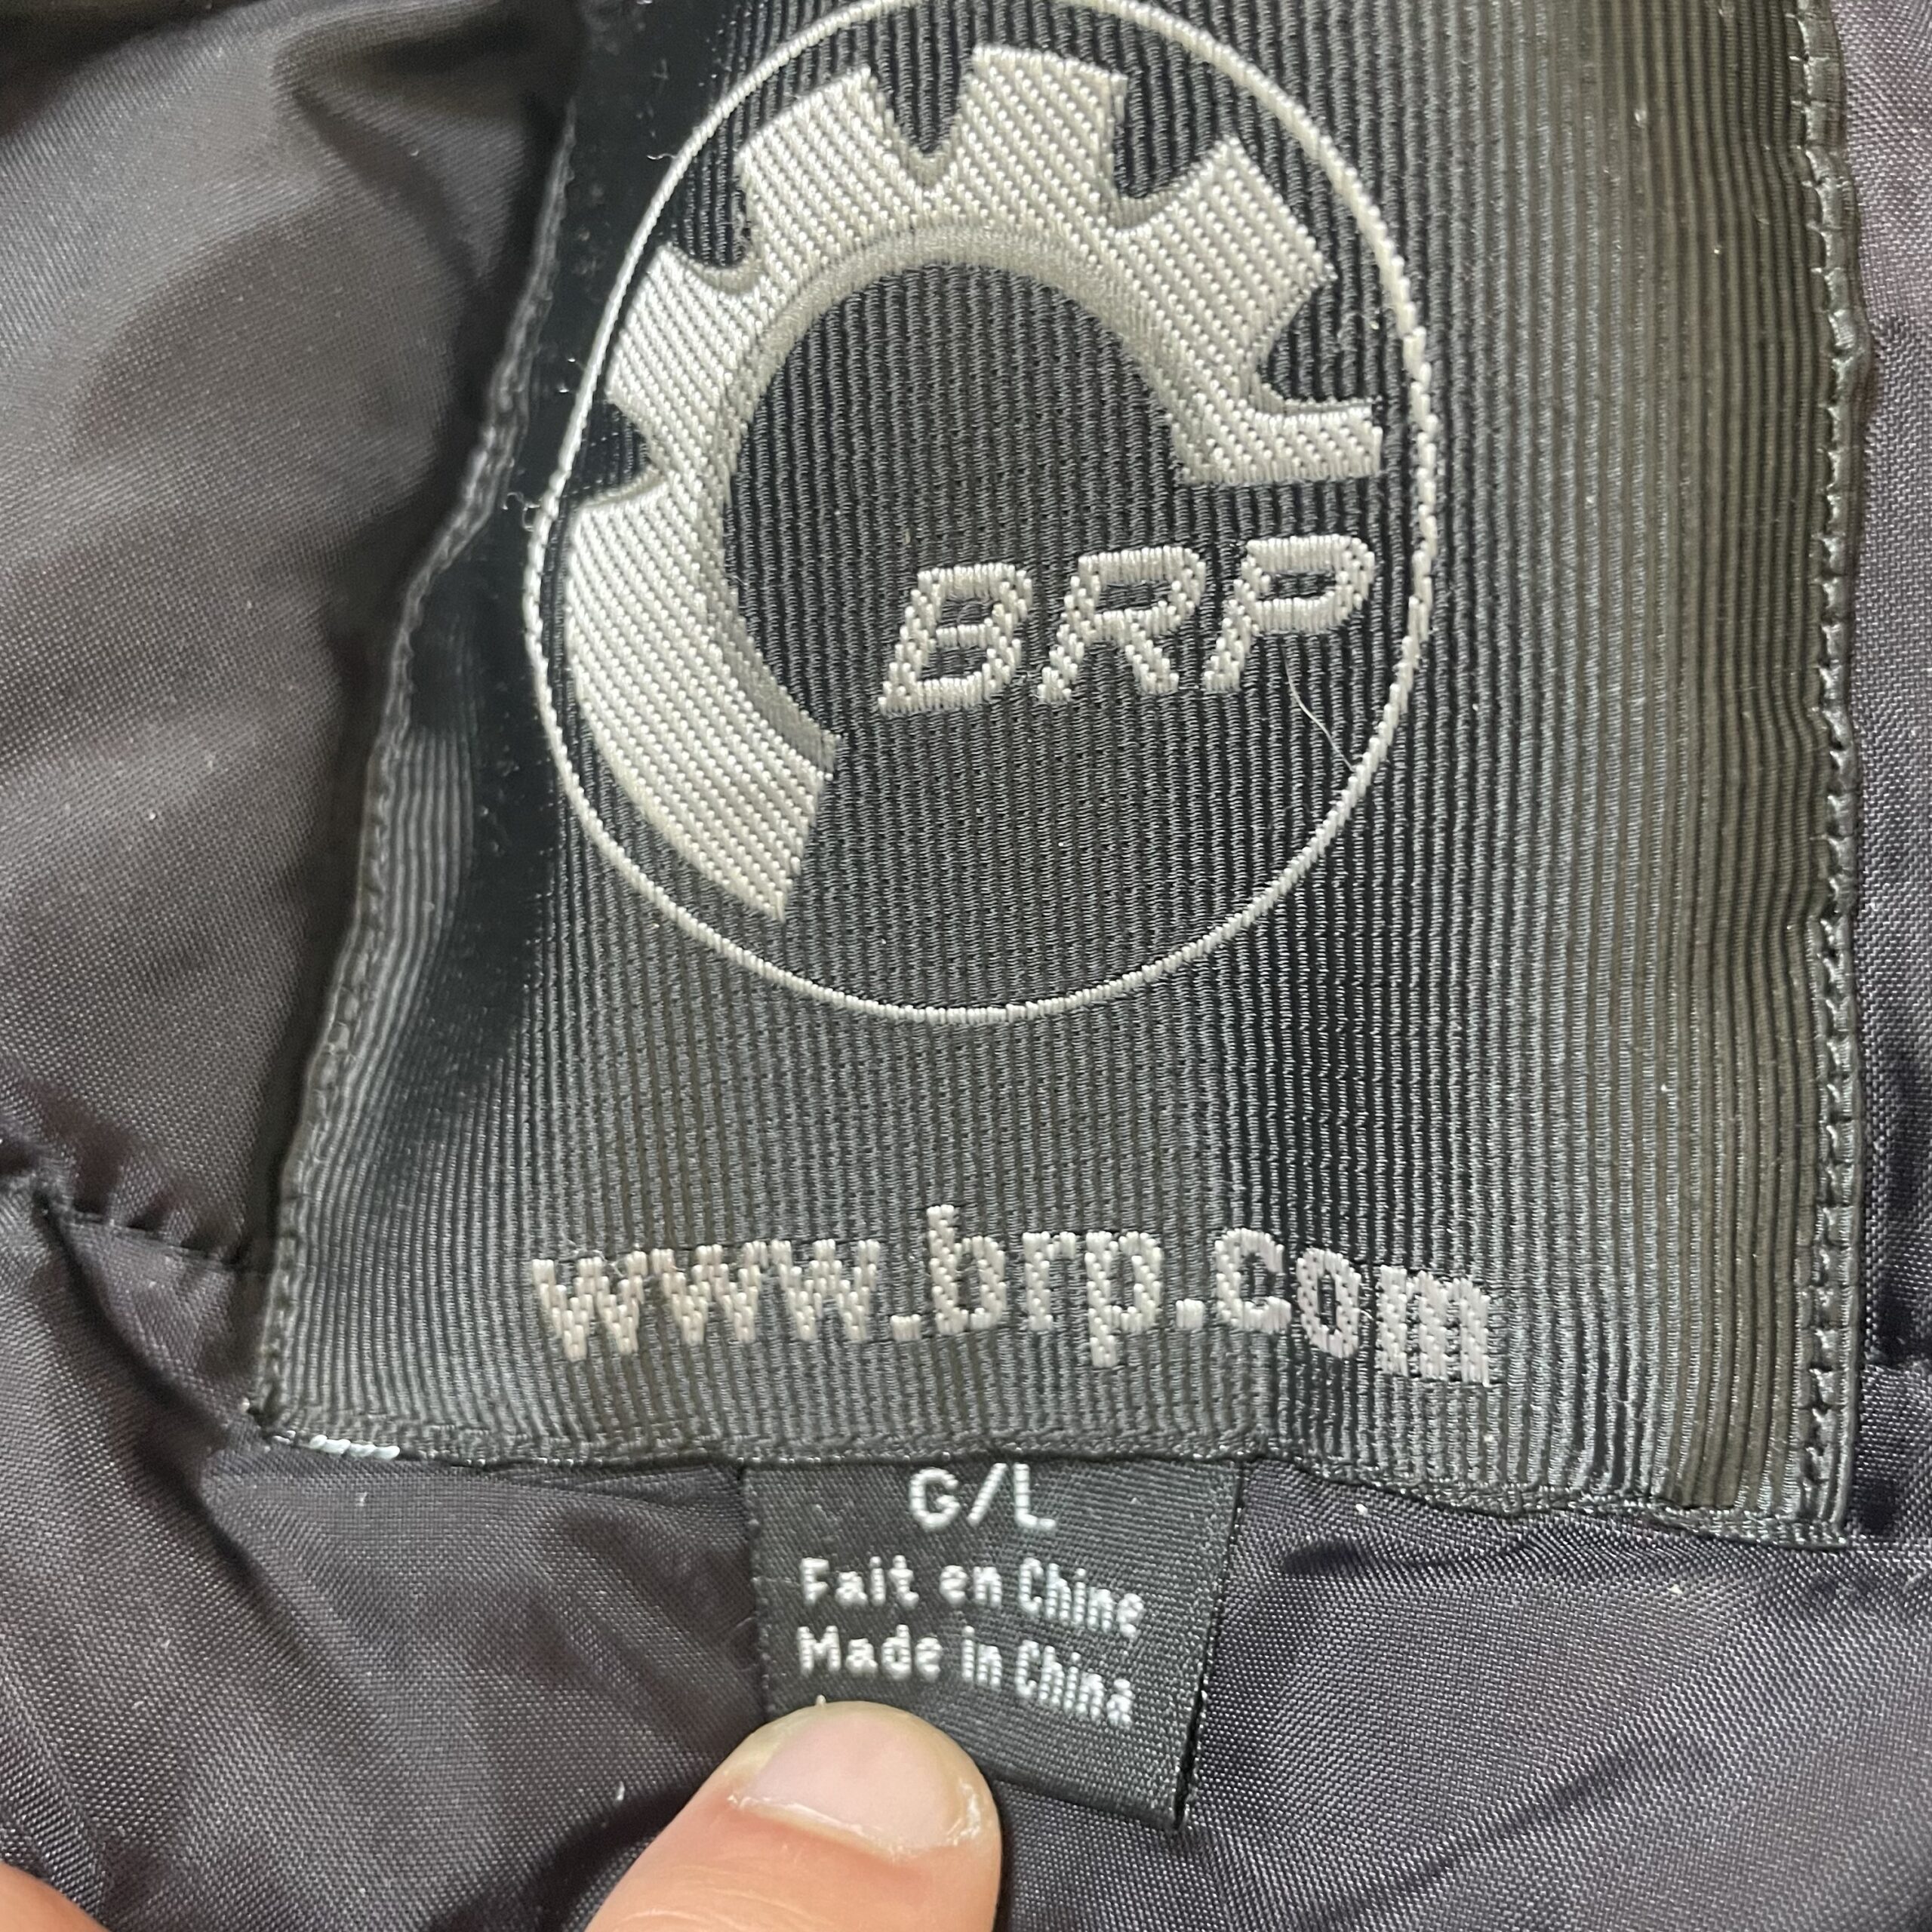 BRP
www.brp.com
G/L
Fait en Chine
Made in China